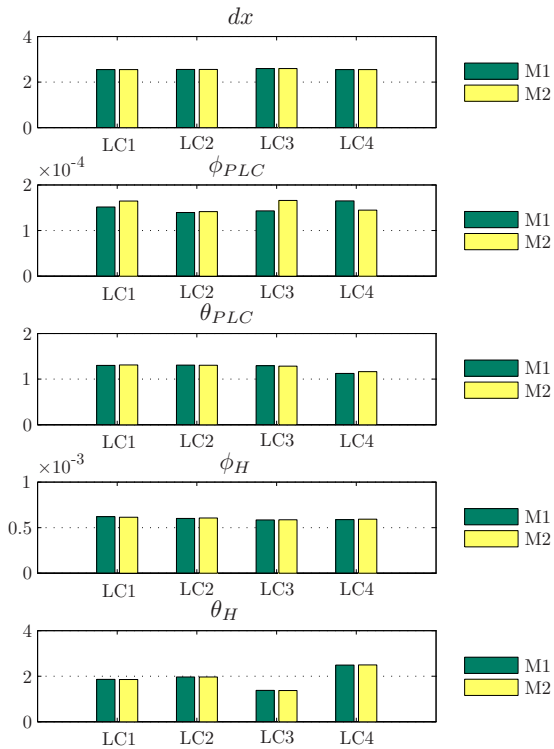 dx
4
2
0
LC1 LC2 LC3 LC4
M1
M2
×10⁻⁴
ϕ_PLC
2
1
0
LC1 LC2 LC3 LC4
M1
M2
θ_PLC
2
1
0
LC1 LC2 LC3 LC4
M1
M2
×10⁻³
ϕ_H
1
0.5
0
LC1 LC2 LC3 LC4
M1
M2
θ_H
4
2
0
LC1 LC2 LC3 LC4
M1
M2